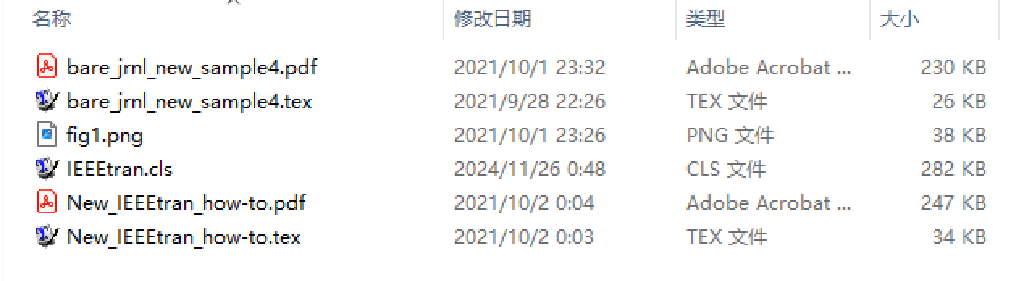 名称 修改日期 类型 大小
bare_jrnl_new_sample4.pdf 2021/10/1 23:32 Adobe Acrobat ... 230 KB
bare_jrnl_new_sample4.tex 2021/9/28 22:26 TEX 文件 26 KB
fig1.png 2021/10/1 23:26 PNG 文件 38 KB
IEEEtran.cls 2024/11/26 0:48 CLS 文件 282 KB
New_IEEEtran_how-to.pdf 2021/10/2 0:04 Adobe Acrobat ... 247 KB
New_IEEEtran_how-to.tex 2021/10/2 0:03 TEX 文件 34 KB